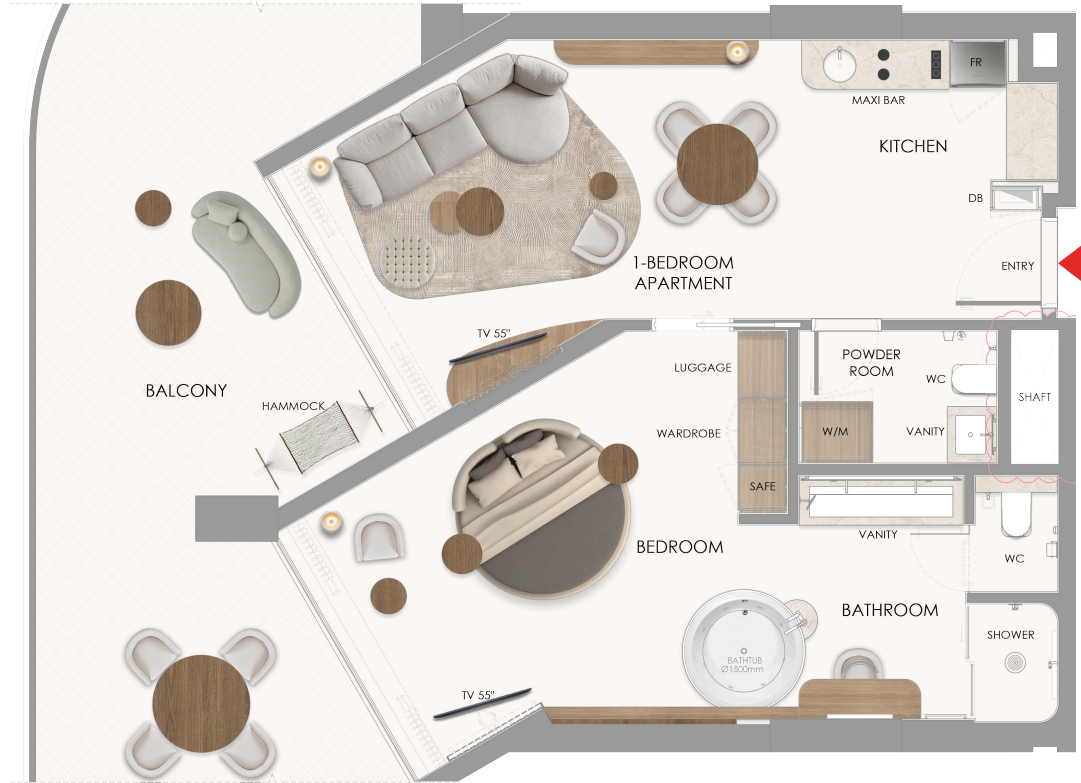 FR
MAXI BAR
KITCHEN
DB
1-BEDROOM
APARTMENT
ENTRY
TV 55"
LUGGAGE
POWDER
ROOM
WC
SHAFT
BALCONY
HAMMOCK
WARDROBE
W/M
VANITY
SAFE
VANITY
BEDROOM
WC
BATHROOM
SHOWER
BATHTUB
Ø1500mm
TV 55"